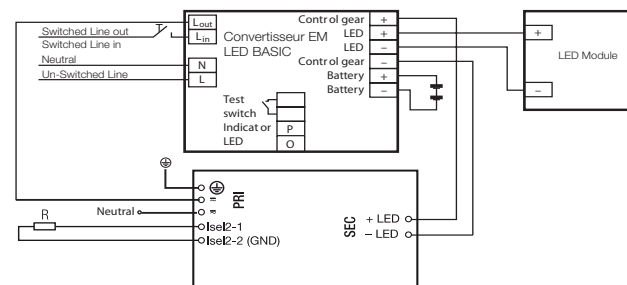 Switched Line out
Switched Line in
Neutral
Un-Switched Line
Lout
Lin
N
L
Convertisseur EM
LED BASIC
Control gear +
LED +
LED −
Control gear −
Battery +
Battery −
Test
switch
Indicator P
LED O
+
−
LED Module
PRI
=
≂
Neutral
R
Isel2-1
Isel2-2 (GND)
SEC
+ LED
− LED